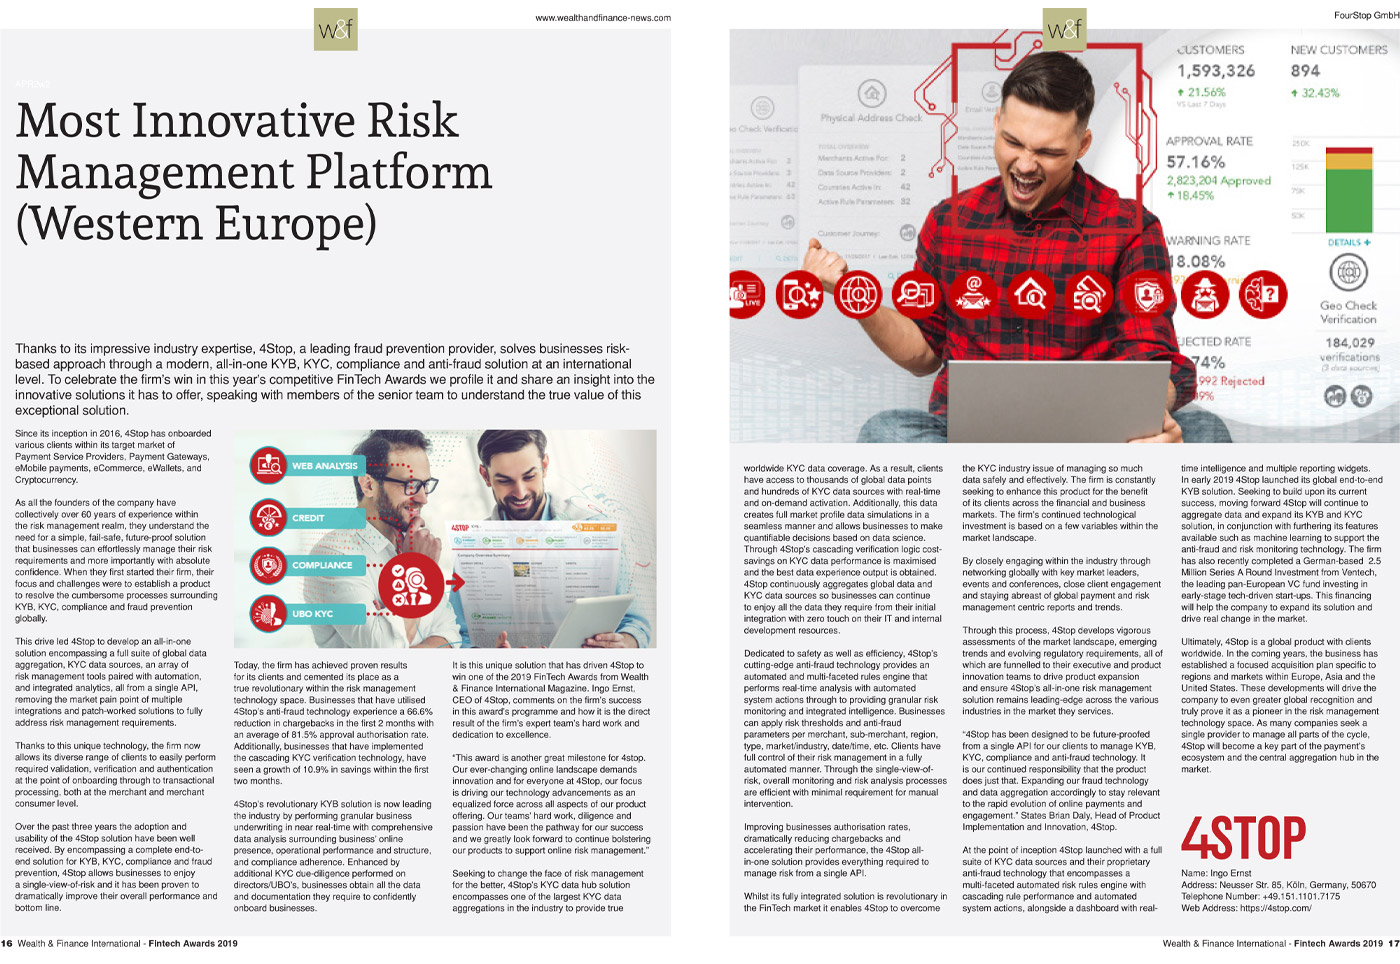 www.wealthandfinance-news.com
w&f
APR19042
Most Innovative Risk
Management Platform
(Western Europe)
Thanks to its impressive industry expertise, 4Stop, a leading fraud prevention provider, solves businesses risk-
based approach through a modern, all-in-one KYB, KYC, compliance and anti-fraud solution at an international
level. To celebrate the firm's win in this year's competitive FinTech Awards we profile it and share an insight into the
innovative solutions it has to offer, speaking with members of the senior team to understand the true value of this
exceptional solution.
Since its inception in 2016, 4Stop has onboarded
various clients within its target market of
Payment Service Providers, Payment Gateways,
eMobile payments, eCommerce, eWallets, and
Cryptocurrency.
As all the founders of the company have
collectively over 60 years of experience within
the risk management realm, they understand the
need for a simple, fail-safe, future-proof solution
that businesses can effortlessly manage their risk
requirements and more importantly with absolute
confidence. When they first started their firm, their
focus and challenges were to establish a product
to resolve the cumbersome processes surrounding
KYB, KYC, compliance and fraud prevention
globally.
This drive led 4Stop to develop an all-in-one
solution encompassing a full suite of global data
aggregation, KYC data sources, an array of
risk management tools paired with automation,
and integrated analytics, all from a single API,
removing the market pain point of multiple
integrations and patch-worked solutions to fully
address risk management requirements.
Thanks to this unique technology, the firm now
allows its diverse range of clients to easily perform
required validation, verification and authentication
at the point of onboarding through to transactional
processing, both at the merchant and merchant
consumer level.
Over the past three years the adoption and
usability of the 4Stop solution have been well
received. By encompassing a complete end-to-
end solution for KYB, KYC, compliance and fraud
prevention, 4Stop allows businesses to enjoy
a single-view-of-risk and it has been proven to
dramatically improve their overall performance and
bottom line.
WEB ANALYSIS
CREDIT
COMPLIANCE
UBO KYC
4STOP
Company Overview Summary
Today, the firm has achieved proven results
for its clients and cemented its place as a
true revolutionary within the risk management
technology space. Businesses that have utilised
4Stop's anti-fraud technology experience a 66.6%
reduction in chargebacks in the first 2 months with
an average of 81.5% approval authorisation rate.
Additionally, businesses that have implemented
the cascading KYC verification technology, have
seen a growth of 10.9% in savings within the first
two months.
4Stop's revolutionary KYB solution is now leading
the industry by performing granular business
underwriting in near real-time with comprehensive
data analysis surrounding business' online
presence, operational performance and structure,
and compliance adherence. Enhanced by
additional KYC due-diligence performed on
directors/UBO's, businesses obtain all the data
and documentation they require to confidently
onboard businesses.
It is this unique solution that has driven 4Stop to
win one of the 2019 FinTech Awards from Wealth
& Finance International Magazine. Ingo Ernst,
CEO of 4Stop, comments on the firm's success
in this award's programme and how it is the direct
result of the firm's expert team's hard work and
dedication to excellence.
"This award is another great milestone for 4stop.
Our ever-changing online landscape demands
innovation and for everyone at 4Stop, our focus
is driving our technology advancements as an
equalized force across all aspects of our product
offering. Our teams' hard work, diligence and
passion have been the pathway for our success
and we greatly look forward to continue bolstering
our products to support online risk management."
Seeking to change the face of risk management
for the better, 4Stop's KYC data hub solution
encompasses one of the largest KYC data
aggregations in the industry to provide true
16 Wealth & Finance International - Fintech Awards 2019
FourStop GmbH
w&f
Geo Check Verification
Physical Address Check
TOTAL OVERVIEW
Merchants Active For: 2
Data Source Providers: 2
Countries Active In: 42
Active Rule Parameters: 32
Customer Journey:
CUSTOMERS
1,593,326
21.56%
VS Last 7 Days
NEW CUSTOMERS
894
32.43%
APPROVAL RATE
57.16%
2,823,204 Approved
18.45%
250K
125K
75K
50K
DETAILS +
WARNING RATE
18.08%
Geo Check
Verification
184,029
verifications
(3 data sources)
EJECTED RATE
74%
,992 Rejected
LIVE
worldwide KYC data coverage. As a result, clients
have access to thousands of global data points
and hundreds of KYC data sources with real-time
and on-demand activation. Additionally, this data
creates full market profile data simulations in a
seamless manner and allows businesses to make
quantifiable decisions based on data science.
Through 4Stop's cascading verification logic cost-
savings on KYC data performance is maximised
and the best data experience output is obtained.
4Stop continuously aggregates global data and
KYC data sources so businesses can continue
to enjoy all the data they require from their initial
integration with zero touch on their IT and internal
development resources.
Dedicated to safety as well as efficiency, 4Stop's
cutting-edge anti-fraud technology provides an
automated and multi-faceted rules engine that
performs real-time analysis with automated
system actions through to providing granular risk
monitoring and integrated intelligence. Businesses
can apply risk thresholds and anti-fraud
parameters per merchant, sub-merchant, region,
type, market/industry, date/time, etc. Clients have
full control of their risk management in a fully
automated manner. Through the single-view-of-
risk, overall monitoring and risk analysis processes
are efficient with minimal requirement for manual
intervention.
Improving businesses authorisation rates,
dramatically reducing chargebacks and
accelerating their performance, the 4Stop all-
in-one solution provides everything required to
manage risk from a single API.
Whilst its fully integrated solution is revolutionary in
the FinTech market it enables 4Stop to overcome
the KYC industry issue of managing so much
data safely and effectively. The firm is constantly
seeking to enhance this product for the benefit
of its clients across the financial and business
markets. The firm's continued technological
investment is based on a few variables within the
market landscape.
By closely engaging within the industry through
networking globally with key market leaders,
events and conferences, close client engagement
and staying abreast of global payment and risk
management centric reports and trends.
Through this process, 4Stop develops vigorous
assessments of the market landscape, emerging
trends and evolving regulatory requirements, all of
which are funnelled to their executive and product
innovation teams to drive product expansion
and ensure 4Stop's all-in-one risk management
solution remains leading-edge across the various
industries in the market they services.
"4Stop has been designed to be future-proofed
from a single API for our clients to manage KYB,
KYC, compliance and anti-fraud technology. It
is our continued responsibility that the product
does just that. Expanding our fraud technology
and data aggregation accordingly to stay relevant
to the rapid evolution of online payments and
engagement." States Brian Daly, Head of Product
Implementation and Innovation, 4Stop.
At the point of inception 4Stop launched with a full
suite of KYC data sources and their proprietary
anti-fraud technology that encompasses a
multi-faceted automated risk rules engine with
cascading rule performance and automated
system actions, alongside a dashboard with real-
time intelligence and multiple reporting widgets.
In early 2019 4Stop launched its global end-to-end
KYB solution. Seeking to build upon its current
success, moving forward 4Stop will continue to
aggregate data and expand its KYB and KYC
solution, in conjunction with furthering its features
available such as machine learning to support the
anti-fraud and risk monitoring technology. The firm
has also recently completed a German-based 2.5
Million Series A Round investment from Ventech,
the leading pan-European VC fund investing in
early-stage tech-driven start-ups. This financing
will help the company to expand its solution and
drive real change in the market.
Ultimately, 4Stop is a global product with clients
worldwide. In the coming years, the business has
established a focused acquisition plan specific to
regions and markets within Europe, Asia and the
United States. These developments will drive the
company to even greater global recognition and
truly prove it as a pioneer in the risk management
technology space. As many companies seek a
single provider to manage all parts of the cycle,
4Stop will become a key part of the payment's
ecosystem and the central aggregation hub in the
market.
4STOP
Name: Ingo Ernst
Address: Neusser Str. 85, Köln, Germany, 50670
Telephone Number: +49.151.1101.7175
Web Address: https://4stop.com/
Wealth & Finance International - Fintech Awards 2019 17